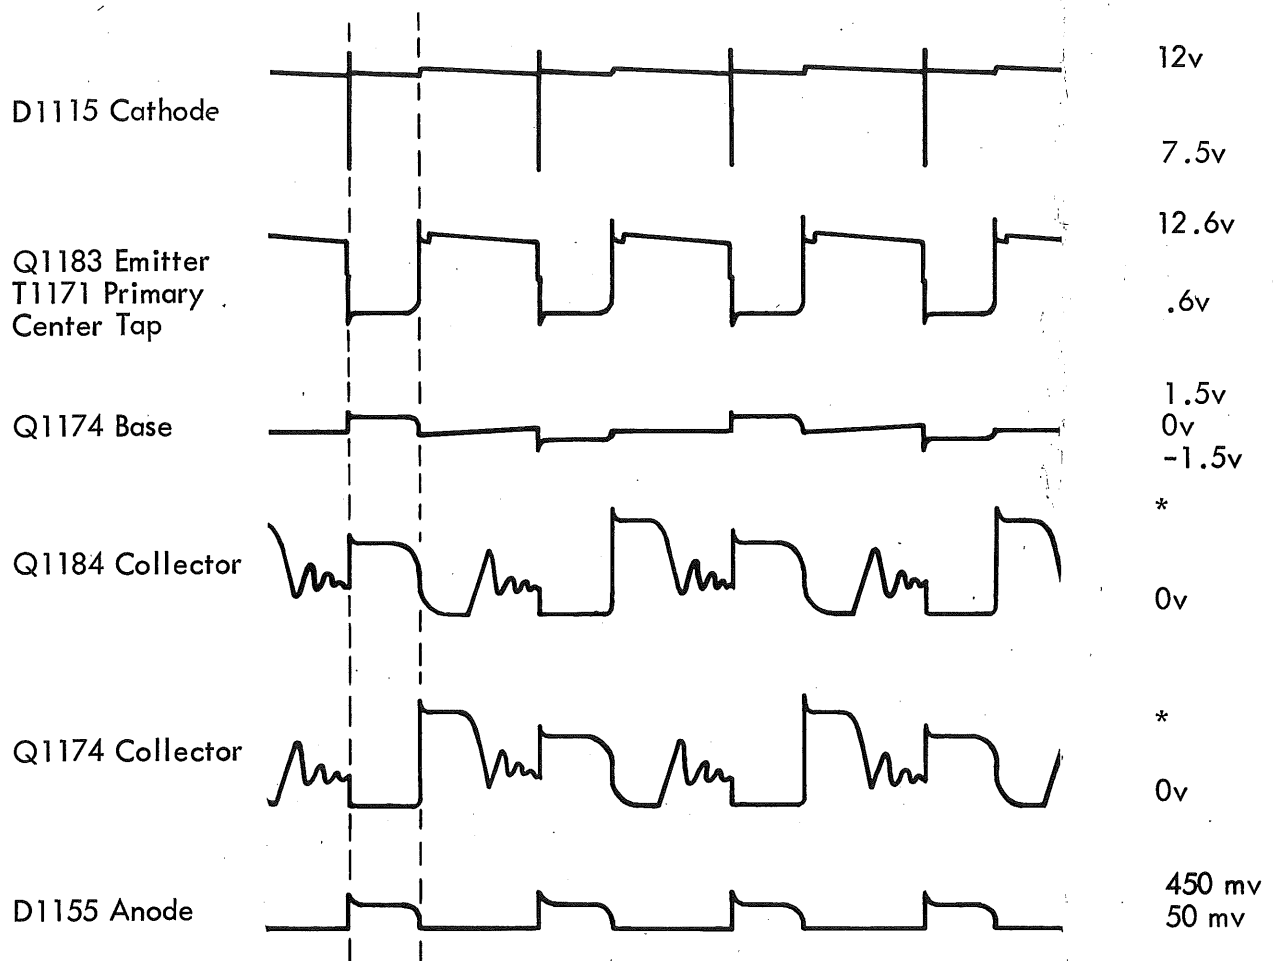 12v
D1115 Cathode
7.5v
12.6v
Q1183 Emitter
T1171 Primary
Center Tap
.6v
1.5v
Q1174 Base
0v
-1.5v
*
Q1184 Collector
0v
*
Q1174 Collector
0v
450 mv
D1155 Anode
50 mv